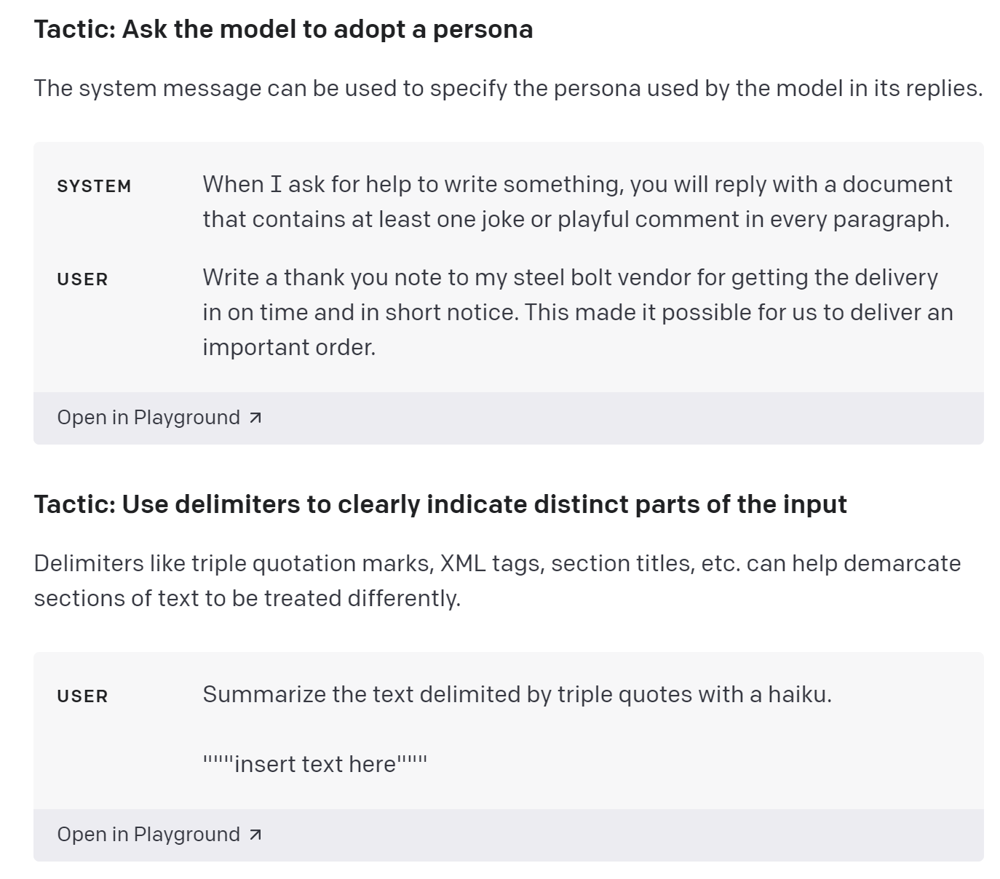 Tactic: Ask the model to adopt a persona
The system message can be used to specify the persona used by the model in its replies.
SYSTEM When I ask for help to write something, you will reply with a document
that contains at least one joke or playful comment in every paragraph.
USER Write a thank you note to my steel bolt vendor for getting the delivery
in on time and in short notice. This made it possible for us to deliver an
important order.
Open in Playground ↗
Tactic: Use delimiters to clearly indicate distinct parts of the input
Delimiters like triple quotation marks, XML tags, section titles, etc. can help demarcate
sections of text to be treated differently.
USER Summarize the text delimited by triple quotes with a haiku.
"""insert text here"""
Open in Playground ↗